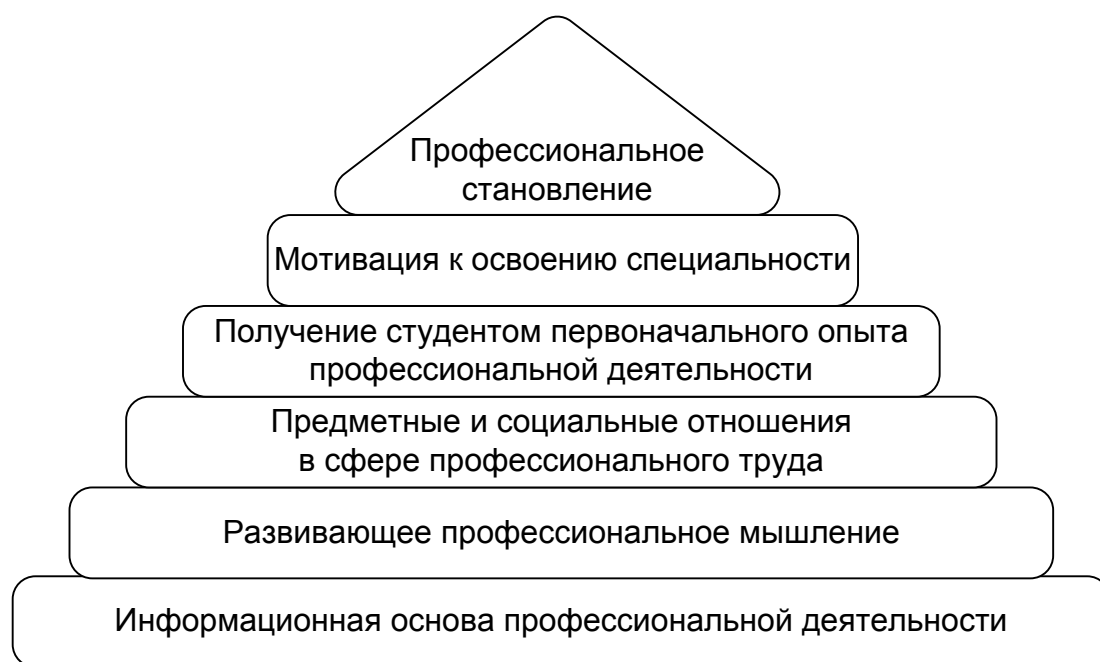 Профессиональное
становление
Мотивация к освоению специальности
Получение студентом первоначального опыта
профессиональной деятельности
Предметные и социальные отношения
в сфере профессионального труда
Развивающее профессиональное мышление
Информационная основа профессиональной деятельности